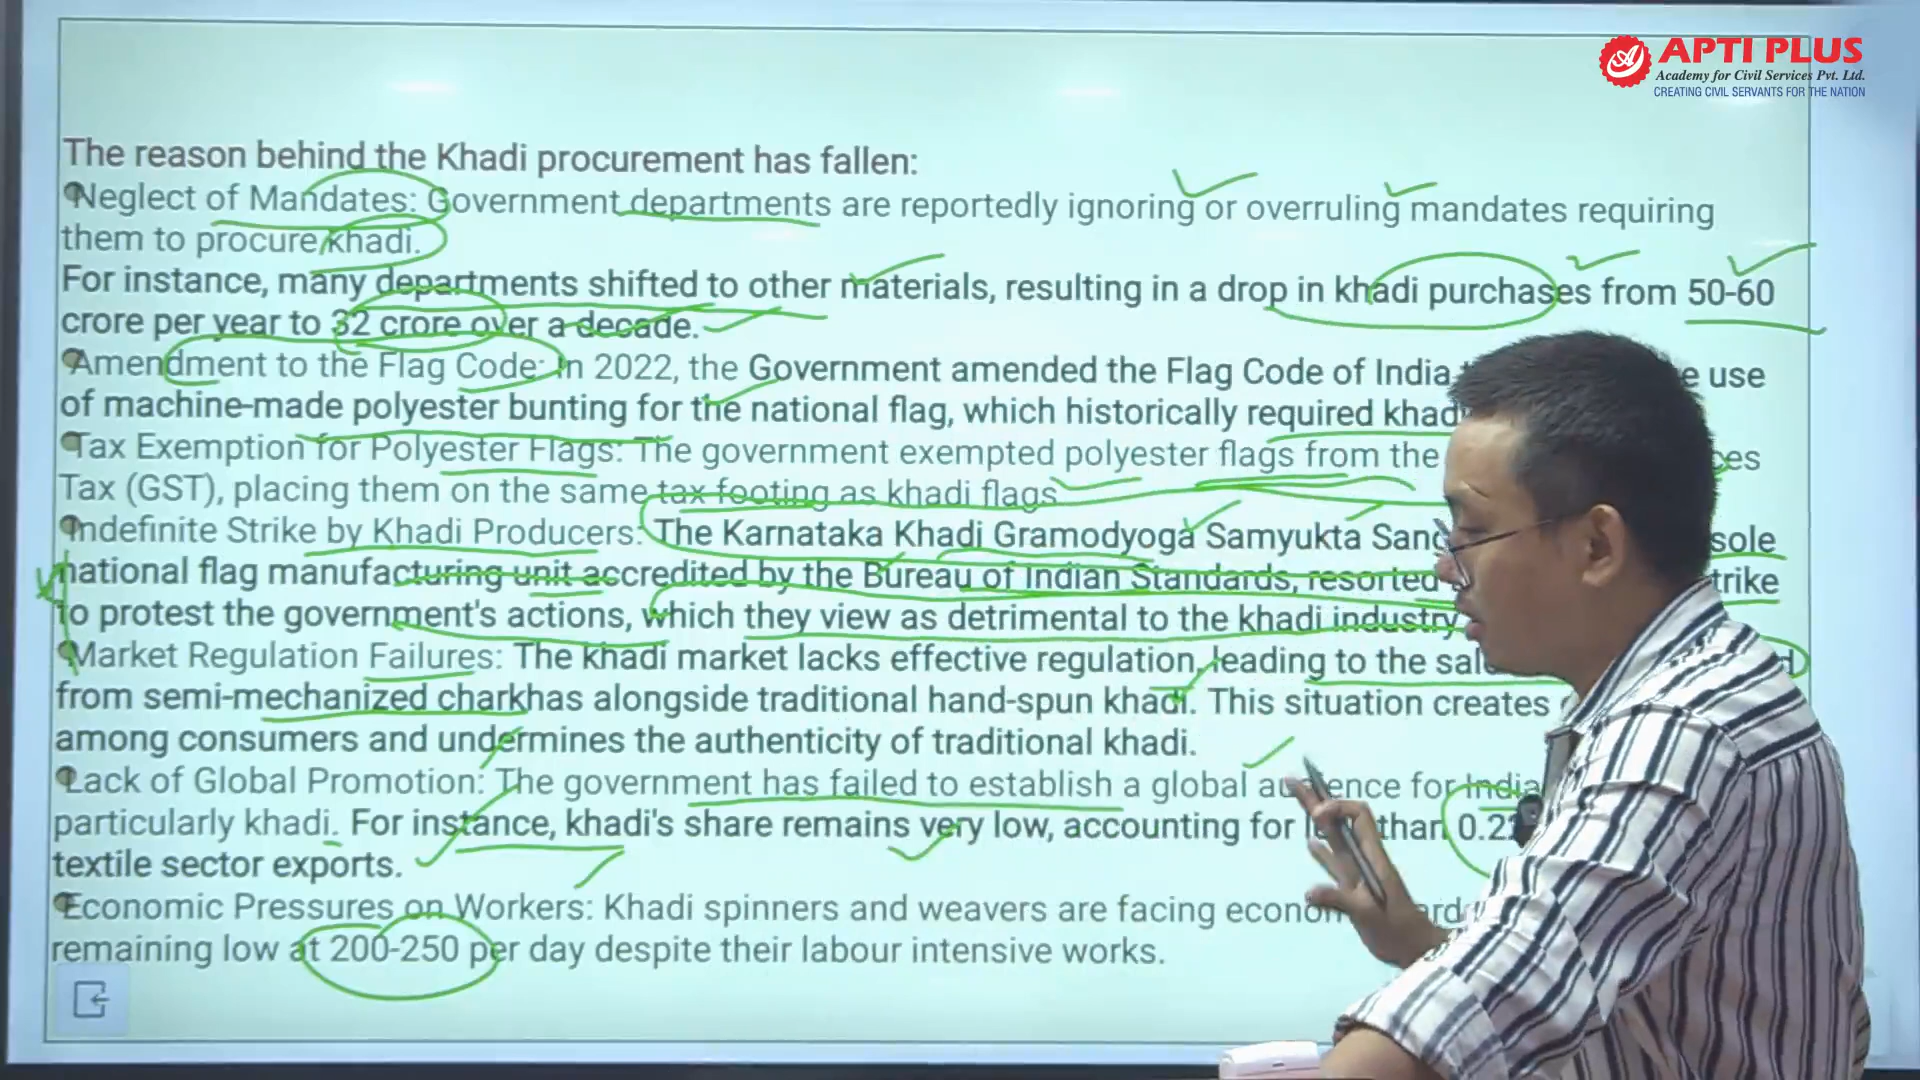 APTI PLUS
Academy for Civil Services Pvt. Ltd.
CREATING CIVIL SERVANTS FOR THE NATION
The reason behind the Khadi procurement has fallen:
Neglect of Mandates: Government departments are reportedly ignoring or overruling mandates requiring
them to procure khadi.
For instance, many departments shifted to other materials, resulting in a drop in khadi purchases from 50-60
crore per year to 32 crore over a decade.
Amendment to the Flag Code: In 2022, the Government amended the Flag Code of India use
of machine-made polyester bunting for the national flag, which historically required
Tax Exemption for Polyester Flags: The government exempted polyester flags from the
Tax (GST), placing them on the same tax footing as khadi flags
Indefinite Strike by Khadi Producers: The Karnataka Khadi Gramodyoga Samyukta sole
national flag manufacturing unit accredited by the Bureau of Indian Standards, resorted
to protest the government's actions, which they view as detrimental to the khadi industry
Market Regulation Failures: The khadi market lacks effective regulation, leading to the
from semi-mechanized charkhas alongside traditional hand-spun khadi. This situation creates
among consumers and undermines the authenticity of traditional khadi.
Lack of Global Promotion: The government has failed to establish a global for
particularly khadi. For instance, khadi's share remains very low, accounting for than
textile sector exports.
Economic Pressures on Workers: Khadi spinners and weavers are facing
remaining low at 200-250 per day despite their labour intensive works.